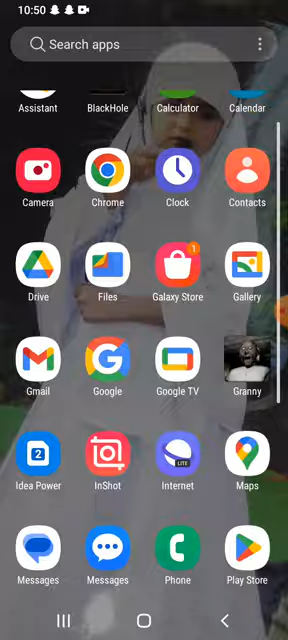 10:50
Search apps
Assistant BlackHole Calculator Calendar
Camera Chrome Clock Contacts
1
Drive Files Galaxy Store Gallery
Gmail Google Google TV Granny
2
LITE
Idea Power InShot Internet Maps
Messages Messages Phone Play Store